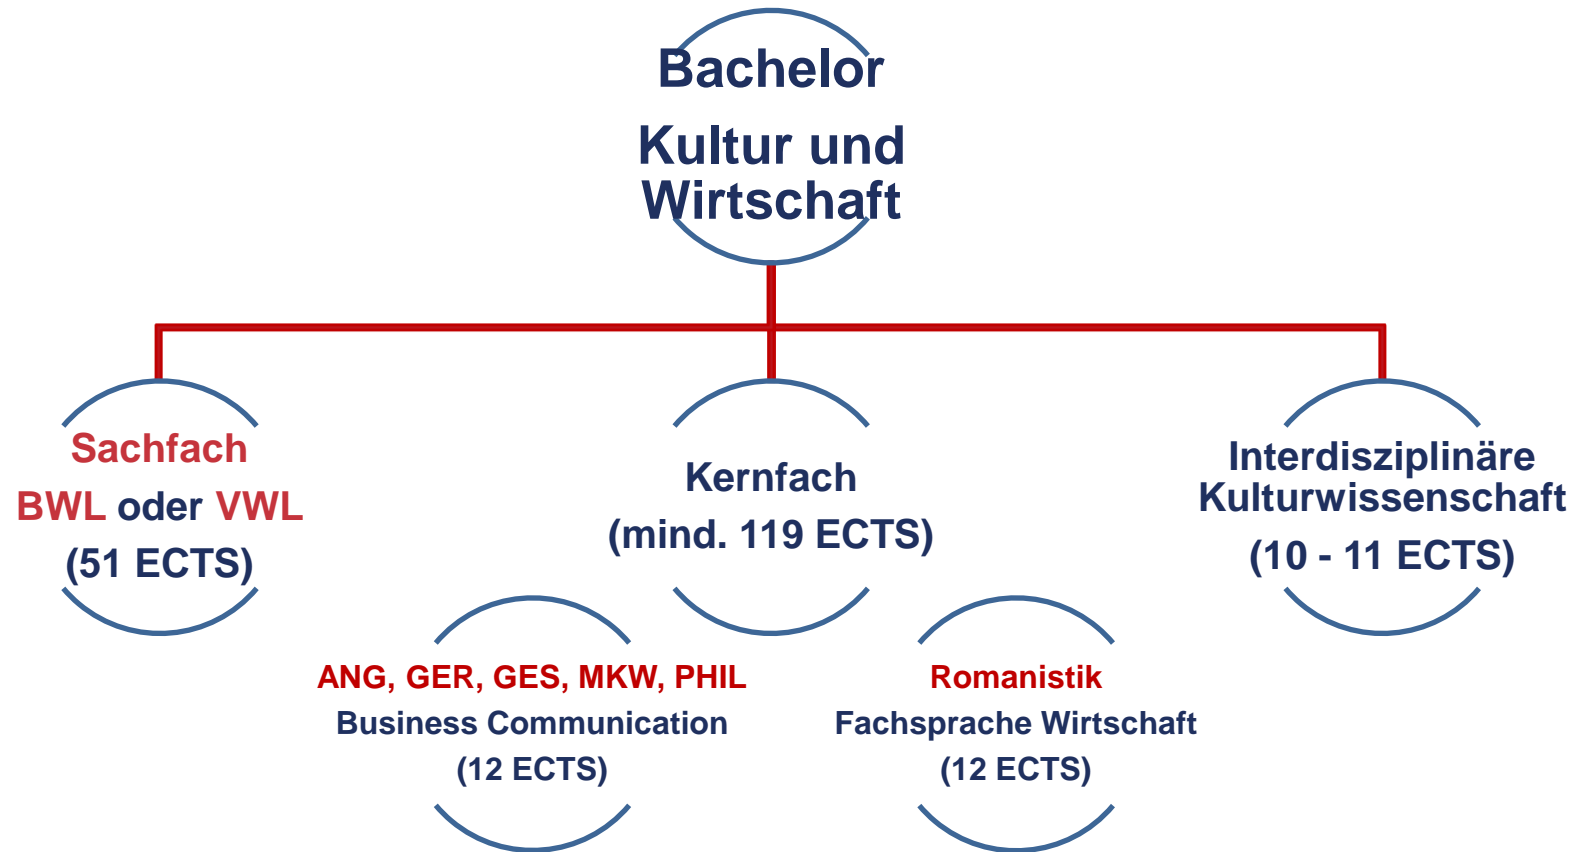 Bachelor
Kultur und
Wirtschaft
Sachfach
BWL oder VWL
(51 ECTS)
Kernfach
(mind. 119 ECTS)
Interdisziplinäre
Kulturwissenschaft
(10 - 11 ECTS)
ANG, GER, GES, MKW, PHIL
Business Communication
(12 ECTS)
Romanistik
Fachsprache Wirtschaft
(12 ECTS)